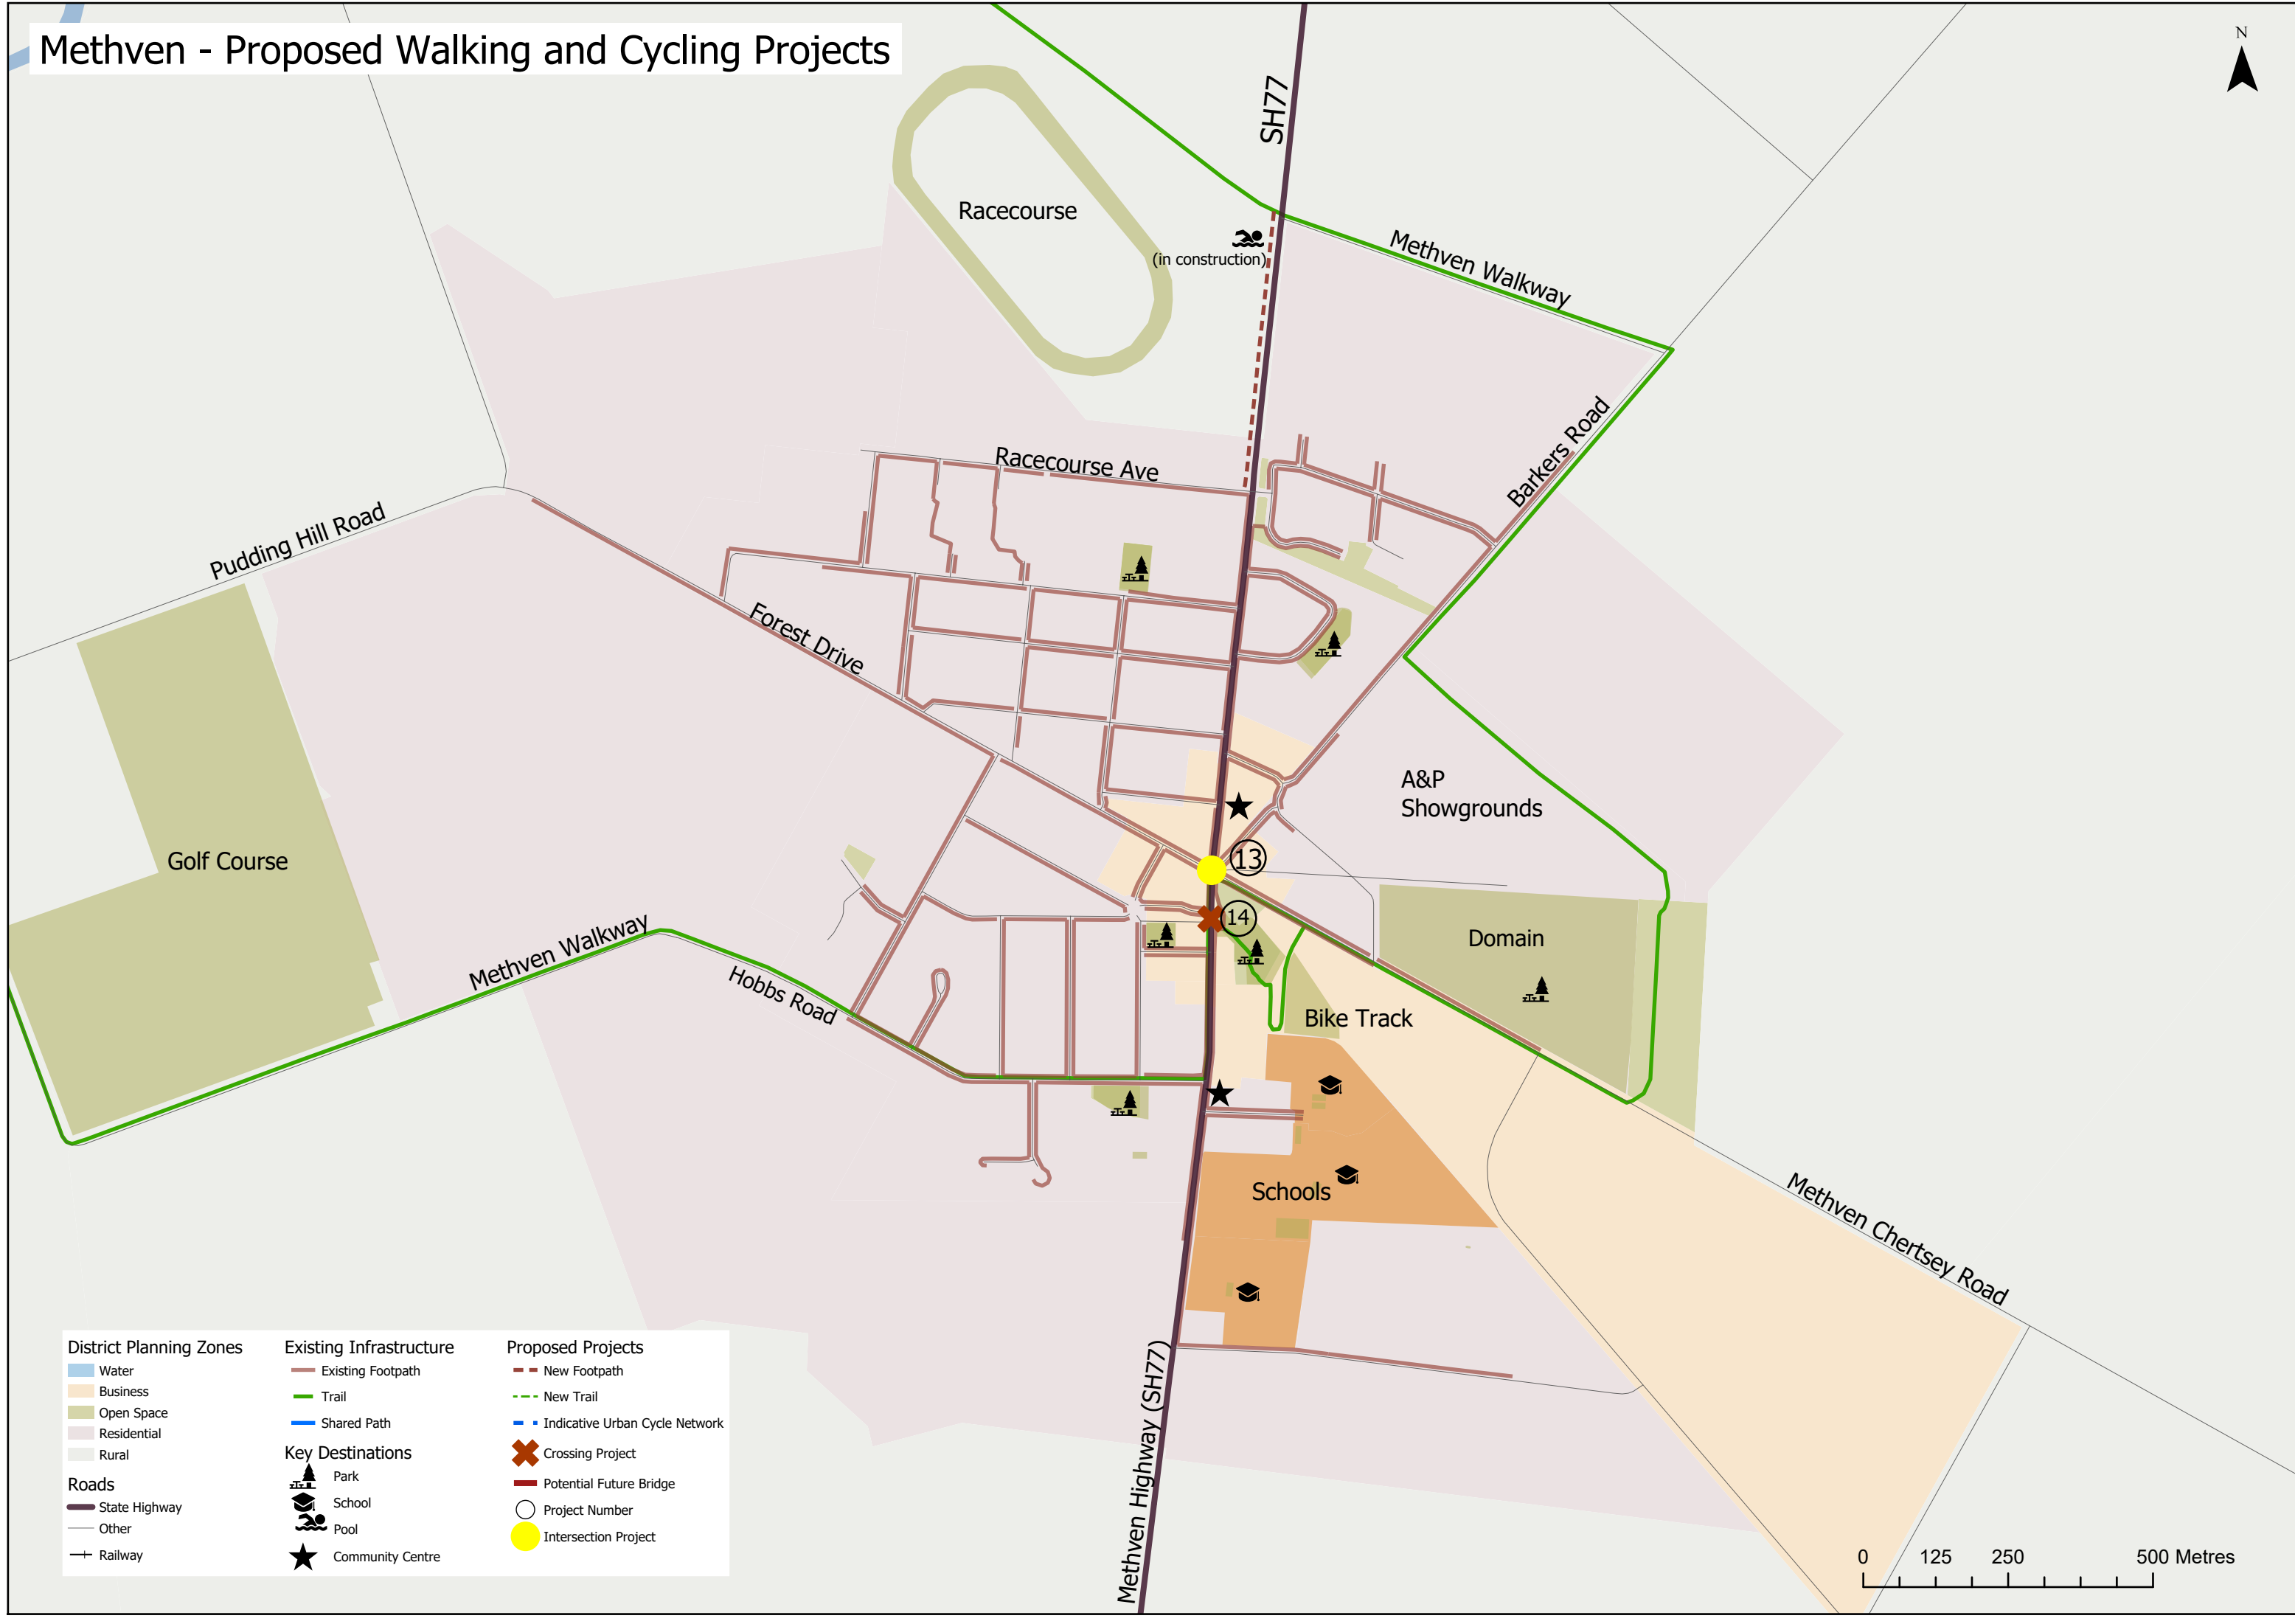 Methven - Proposed Walking and Cycling Projects
N
SH77
Racecourse
(in construction)
Methven Walkway
Barkers Road
Racecourse Ave
Pudding Hill Road
Forest Drive
A&P
Showgrounds
Golf Course
13
14
Methven Walkway
Hobbs Road
Domain
Bike Track
Schools
Methven Chertsey Road
Methven Highway (SH77)
District Planning Zones
Water
Business
Open Space
Residential
Rural
Roads
State Highway
Other
Railway
Existing Infrastructure
Existing Footpath
Trail
Shared Path
Key Destinations
Park
School
Pool
Community Centre
Proposed Projects
New Footpath
New Trail
Indicative Urban Cycle Network
Crossing Project
Potential Future Bridge
Project Number
Intersection Project
0 125 250 500 Metres